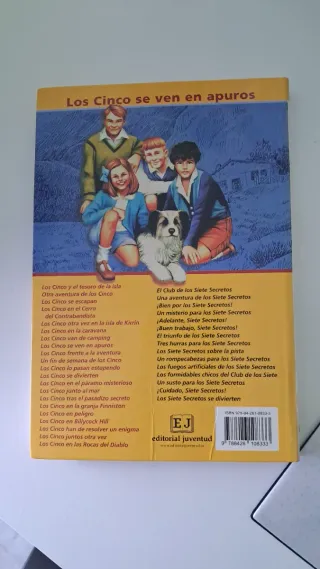 Los Cinco se ven en apuros
Los Cinco y el tesoro de la isla
Otra aventura de los Cinco
Los Cinco se escapan
Los Cinco en el Cerro
del Contrabandista
Los Cinco otra vez en la isla de Kirrin
Los Cinco en la caravana
Los Cinco van de camping
Los Cinco se ven en apuros
Los Cinco frente a la aventura
Un fin de semana de los Cinco
Los Cinco lo pasan estupendo
Los Cinco se divierten
Los Cinco en el páramo misterioso
Los Cinco junto al mar
Los Cinco tras el pasadizo secreto
Los Cinco en la granja Finniston
Los Cinco en peligro
Los Cinco en Billycock Hill
Los Cinco han de resolver un enigma
Los Cinco juntos otra vez
Los Cinco en las Rocas del Diablo
El Club de los Siete Secretos
Una aventura de los Siete Secretos
¡Bien por los Siete Secretos!
Un misterio para los Siete Secretos
¡Adelante, Siete Secretos!
¡Buen trabajo, Siete Secretos!
El triunfo de los Siete Secretos
Tres hurras para los Siete Secretos
Los Siete Secretos sobre la pista
Un rompecabezas para los Siete Secretos
Los fuegos artificiales de los Siete Secretos
Los formidables chicos del Club de los Siete
Un susto para los Siete Secretos
¡Cuidado, Siete Secretos!
Los Siete Secretos se divierten
EJ
editorial juventud